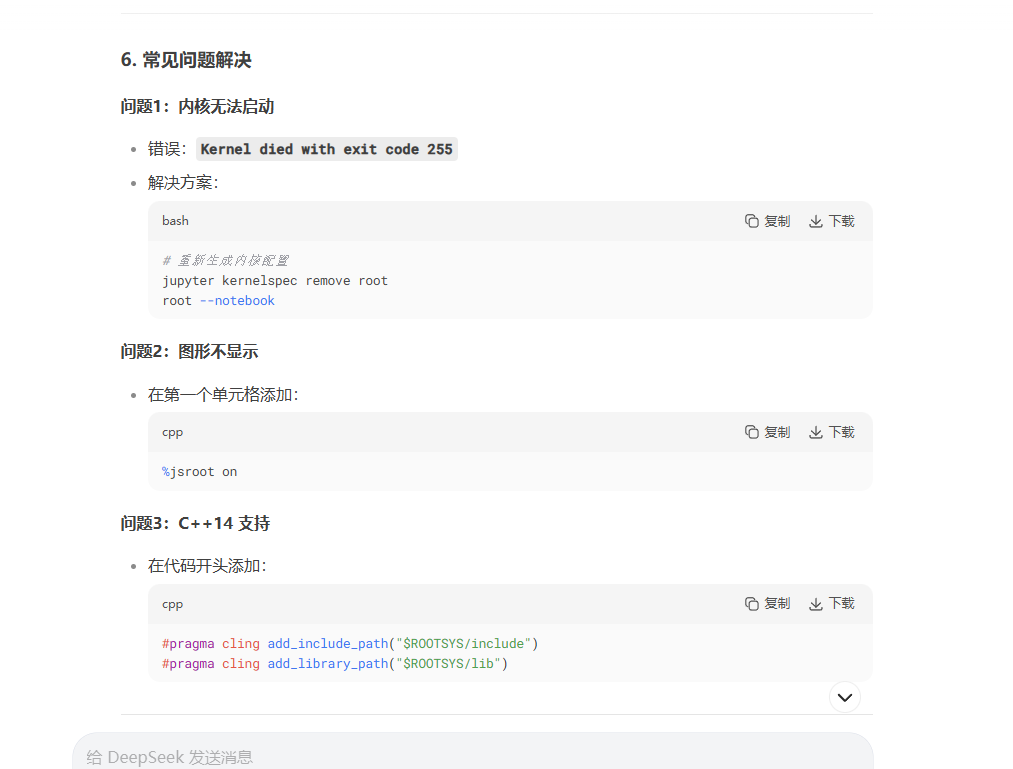 6. 常见问题解决
问题1：内核无法启动
错误： Kernel died with exit code 255
解决方案：
bash 复制 下载
# 重新生成内核配置
jupyter kernelspec remove root
root --notebook
问题2：图形不显示
在第一个单元格添加：
cpp 复制 下载
%jsroot on
问题3：C++14 支持
在代码开头添加：
cpp 复制 下载
#pragma cling add_include_path("$ROOTSYS/include")
#pragma cling add_library_path("$ROOTSYS/lib")
给 DeepSeek 发送消息